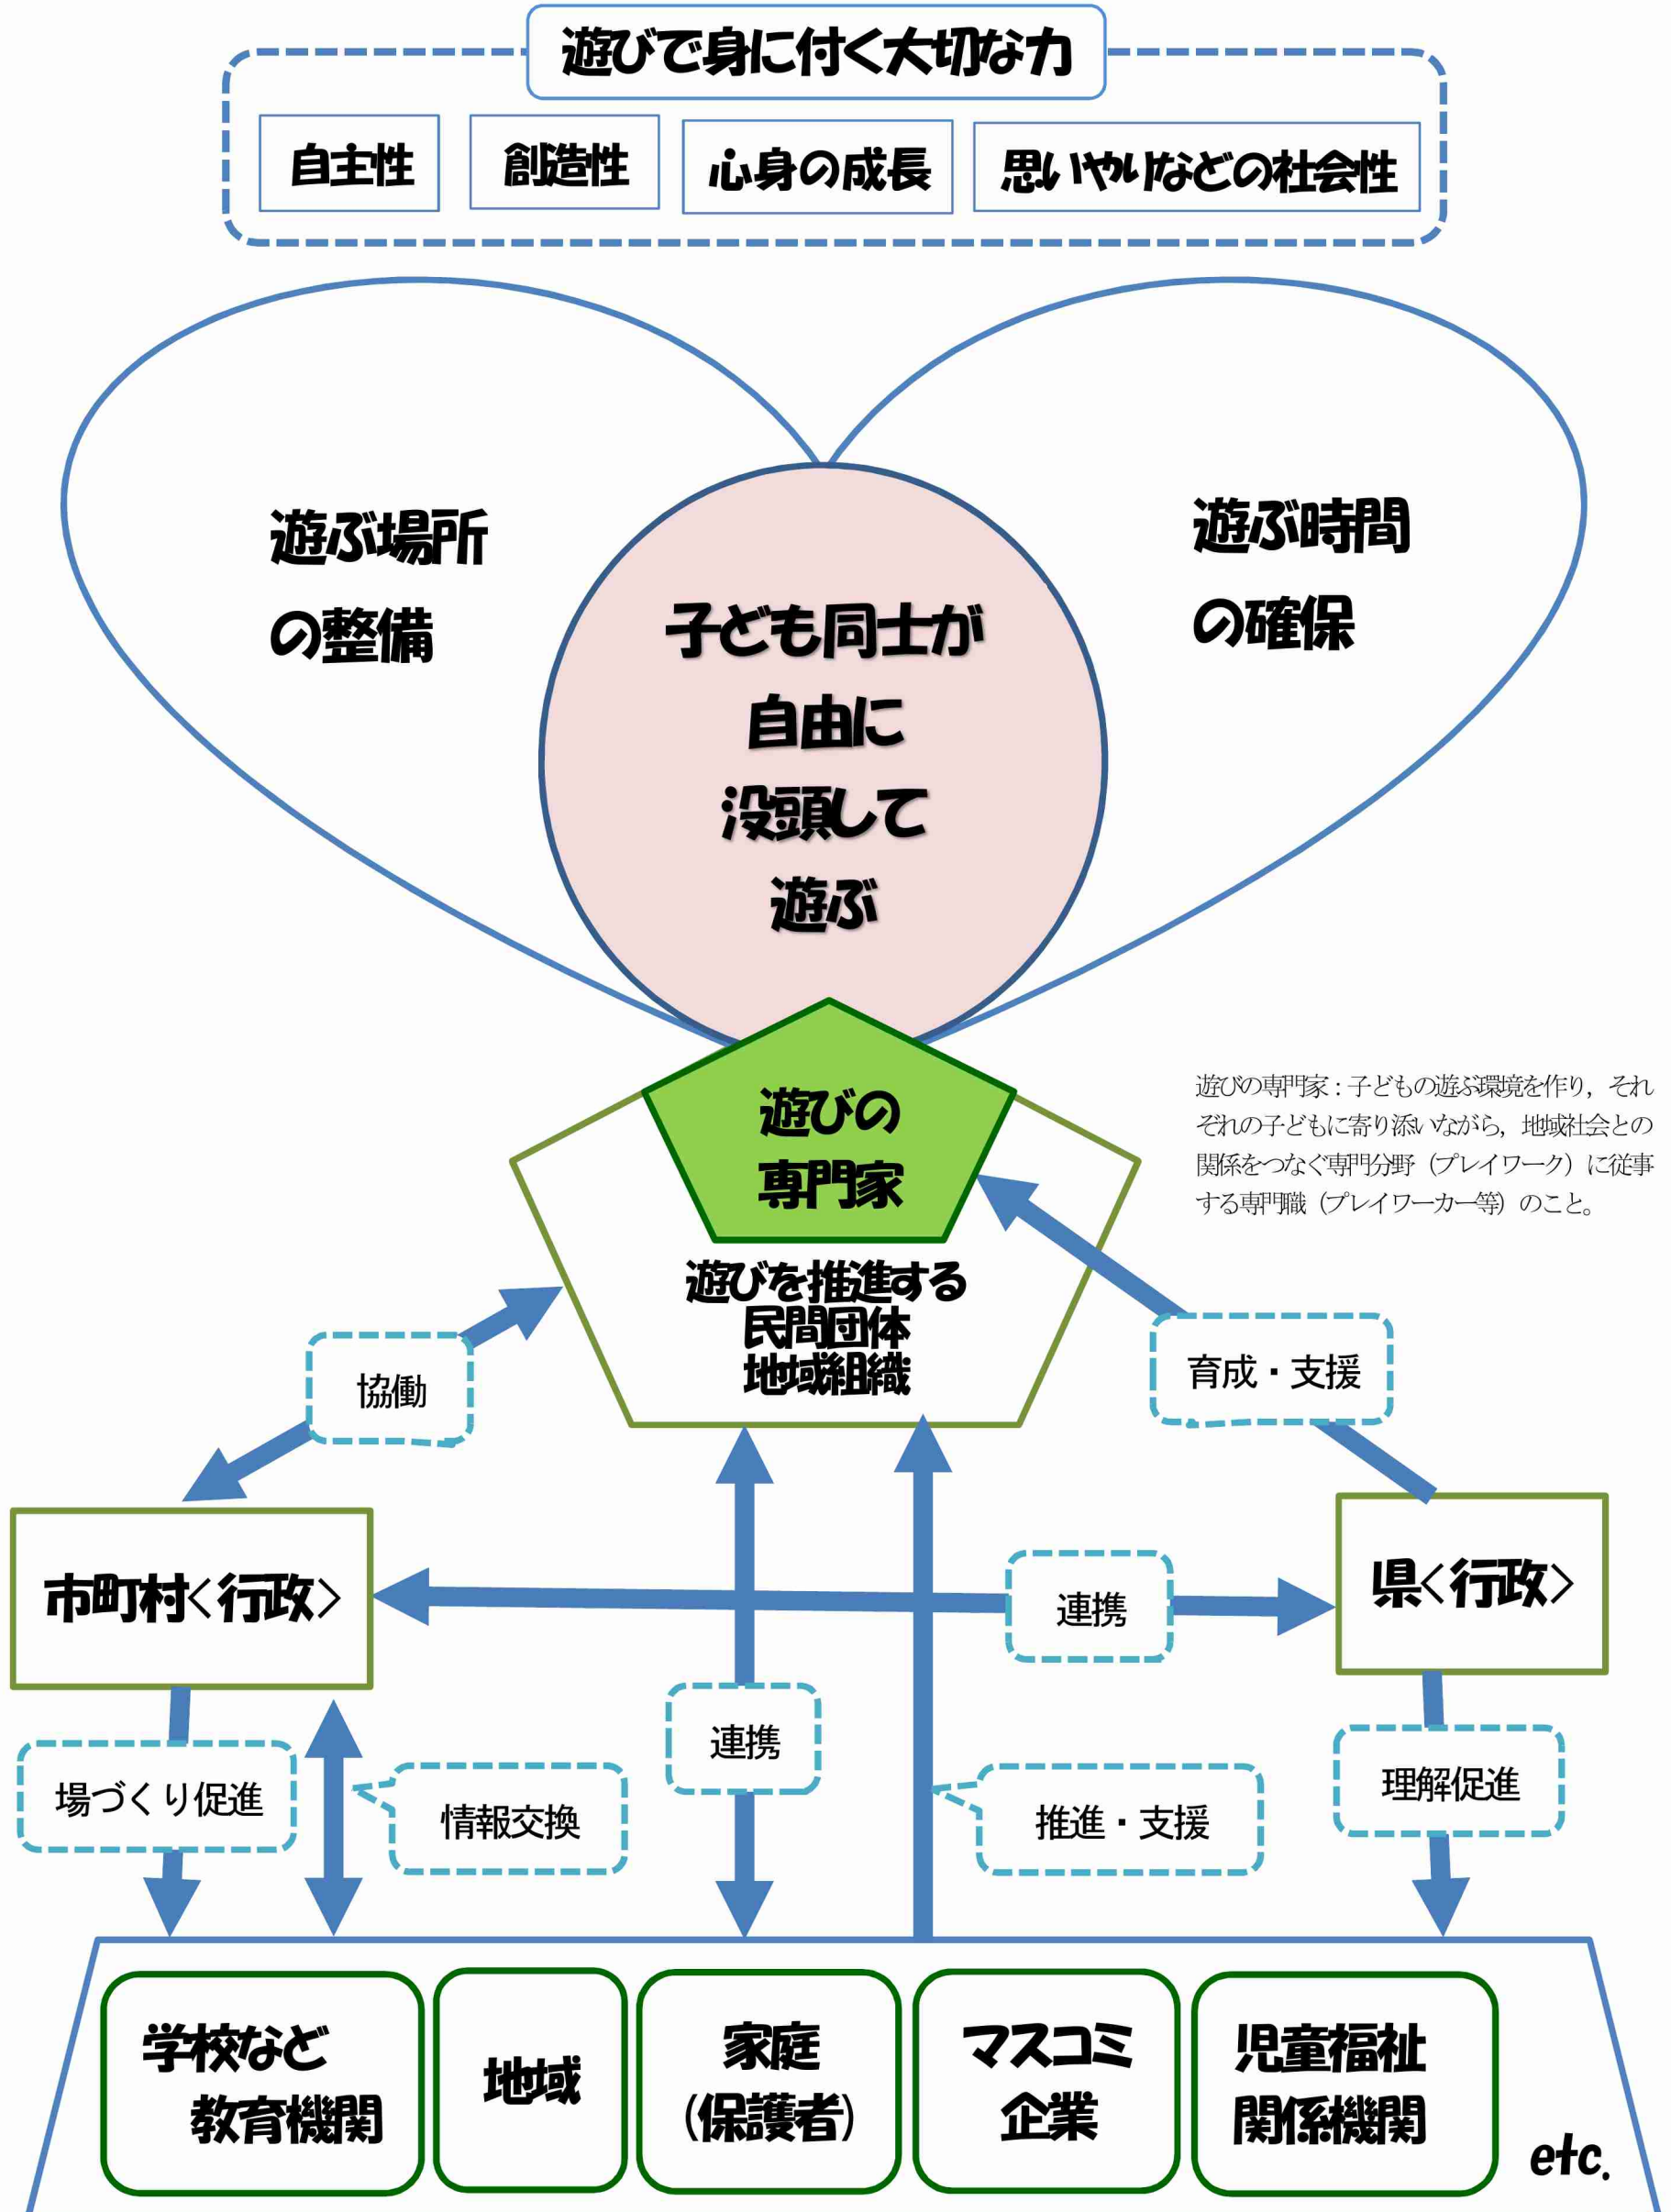 遊びで身に付く大切な力
自主性
創造性
心身の成長
思いやりなどの社会性
遊ぶ場所
の整備
遊ぶ時間
の確保
子ども同士が
自由に
没頭して
遊ぶ
遊びの
専門家
遊びの専門家：子どもの遊ぶ環境を作り，それ
ぞれの子どもに寄り添いながら，地域社会との
関係をつなぐ専門分野（プレイワーク）に従事
する専門職（プレイワーカー等）のこと。
遊びを推進する
民間団体
地域組織
協働
育成・支援
市町村<行政>
県<行政>
連携
連携
場づくり促進
情報交換
推進・支援
理解促進
学校など
教育機関
地域
家庭
(保護者)
マスコミ
企業
児童福祉
関係機関
etc.